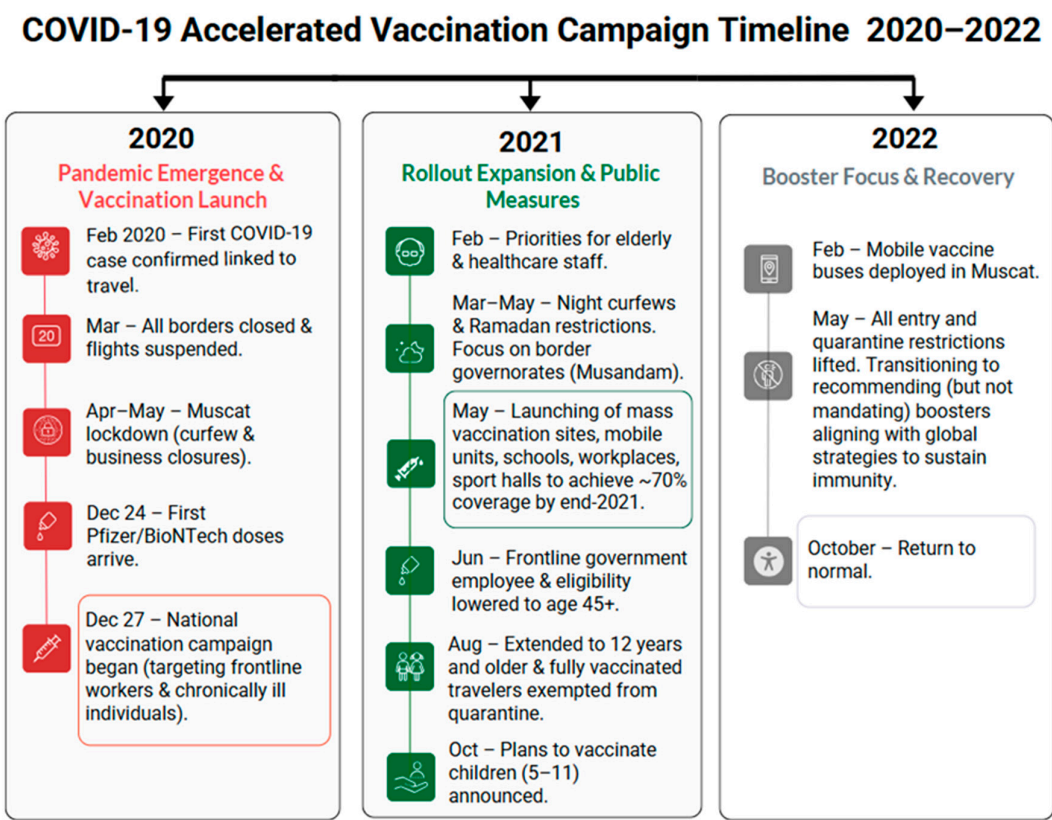 COVID-19 Accelerated Vaccination Campaign Timeline 2020–2022
2020
Pandemic Emergence &
Vaccination Launch
Feb 2020 – First COVID-19
case confirmed linked to
travel.
20
Mar – All borders closed &
flights suspended.
Apr–May – Muscat
lockdown (curfew &
business closures).
Dec 24 – First
Pfizer/BioNTech doses
arrive.
Dec 27 – National
vaccination campaign
began (targeting frontline
workers & chronically ill
individuals).
2021
Rollout Expansion & Public
Measures
Feb – Priorities for elderly
& healthcare staff.
Mar–May – Night curfews
& Ramadan restrictions.
Focus on border
governorates (Musandam).
May – Launching of mass
vaccination sites, mobile
units, schools, workplaces,
sport halls to achieve ~70%
coverage by end-2021.
Jun – Frontline government
employee & eligibility
lowered to age 45+.
Aug – Extended to 12 years
and older & fully vaccinated
travelers exempted from
quarantine.
Oct – Plans to vaccinate
children (5–11)
announced.
2022
Booster Focus & Recovery
Feb – Mobile vaccine
buses deployed in Muscat.
May – All entry and
quarantine restrictions
lifted. Transitioning to
recommending (but not
mandating) boosters
aligning with global
strategies to sustain
immunity.
October – Return to
normal.